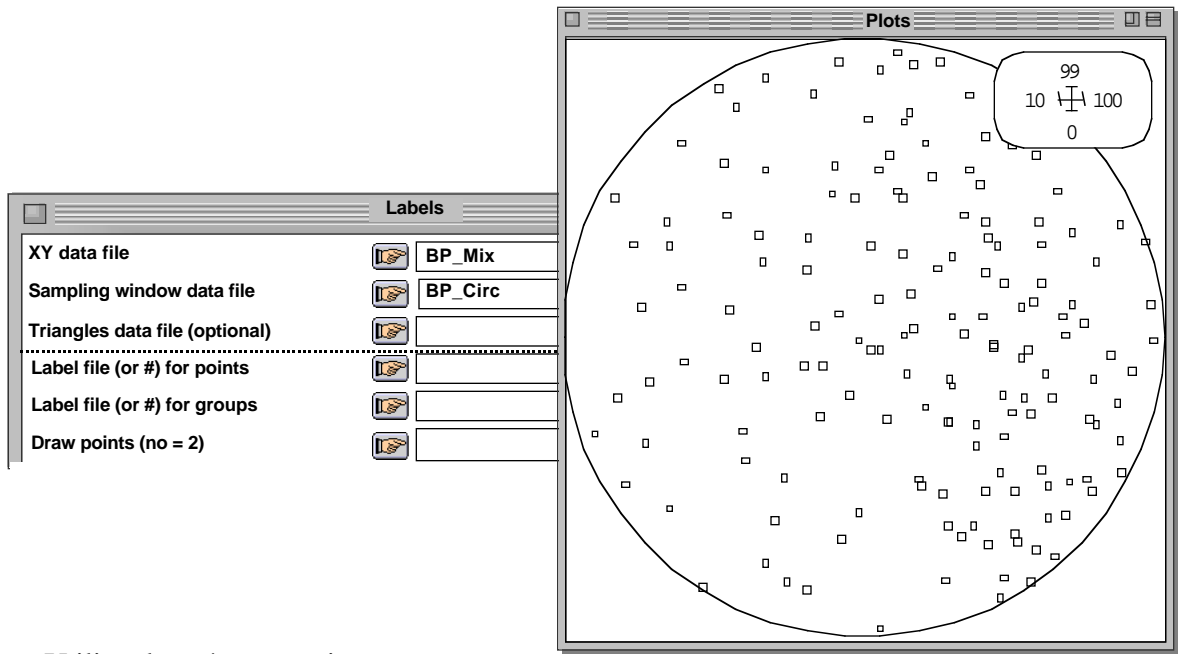 Plots
99
10 100
0
Labels
XY data file BP_Mix
Sampling window data file BP_Circ
Triangles data file (optional)
Label file (or #) for points
Label file (or #) for groups
Draw points (no = 2)